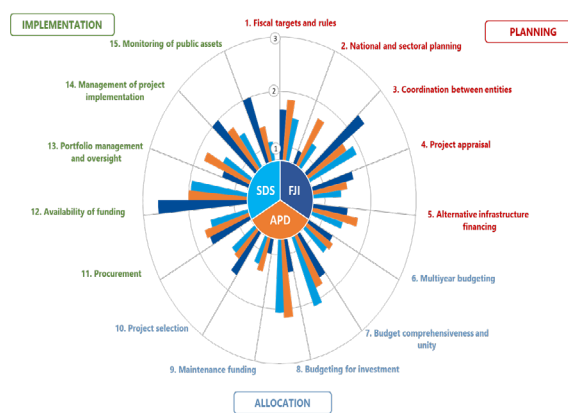 IMPLEMENTATION
PLANNING
1. Fiscal targets and rules
2. National and sectoral planning
3. Coordination between entities
4. Project appraisal
5. Alternative infrastructure
financing
6. Multiyear budgeting
7. Budget comprehensiveness and
unity
8. Budgeting for investment
9. Maintenance funding
10. Project selection
11. Procurement
12. Availability of funding
13. Portfolio management
and oversight
14. Management of project
implementation
15. Monitoring of public assets
3
2
1
SDS
FJI
APD
ALLOCATION